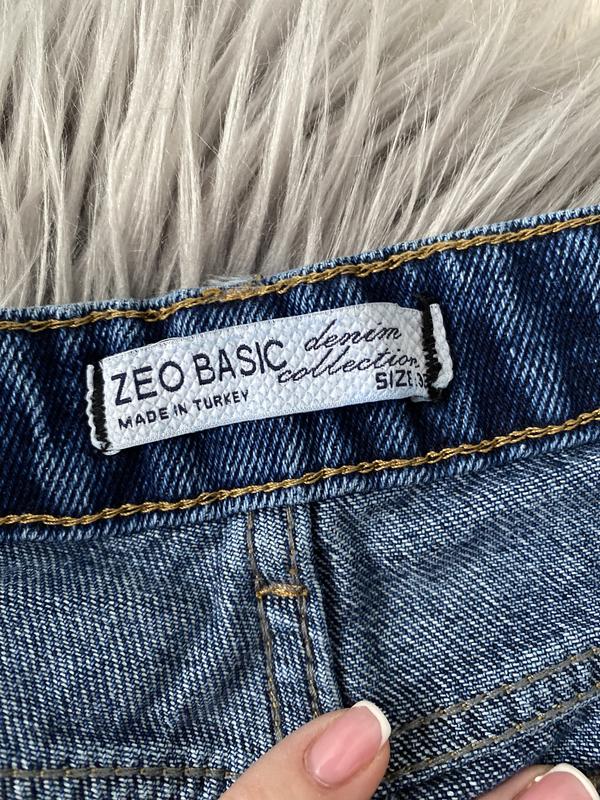 ZEO BASIC denim collection
MADE IN TURKEY
SIZE: